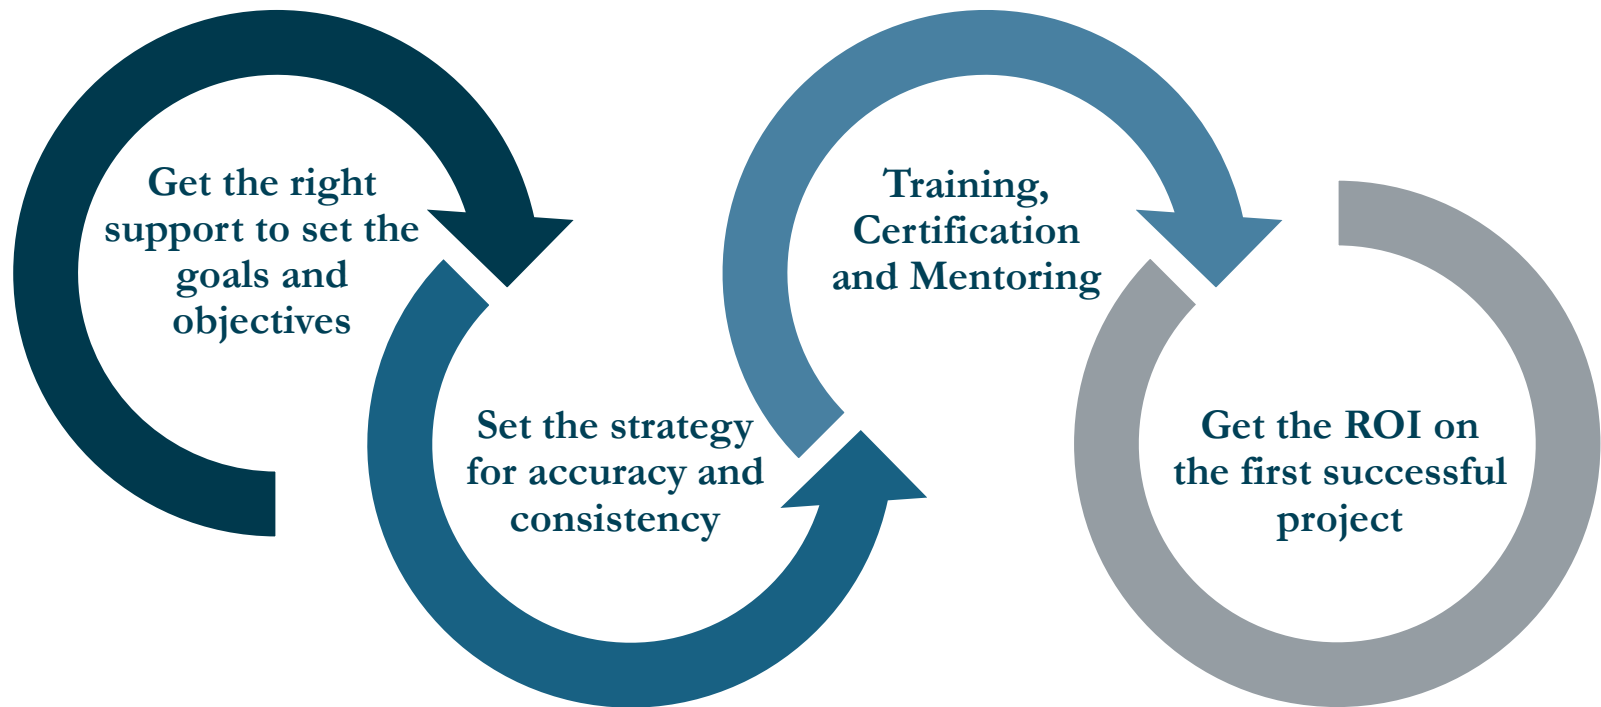 Get the right
support to set the
goals and
objectives
Set the strategy
for accuracy and
consistency
Training,
Certification
and Mentoring
Get the ROI on
the first successful
project